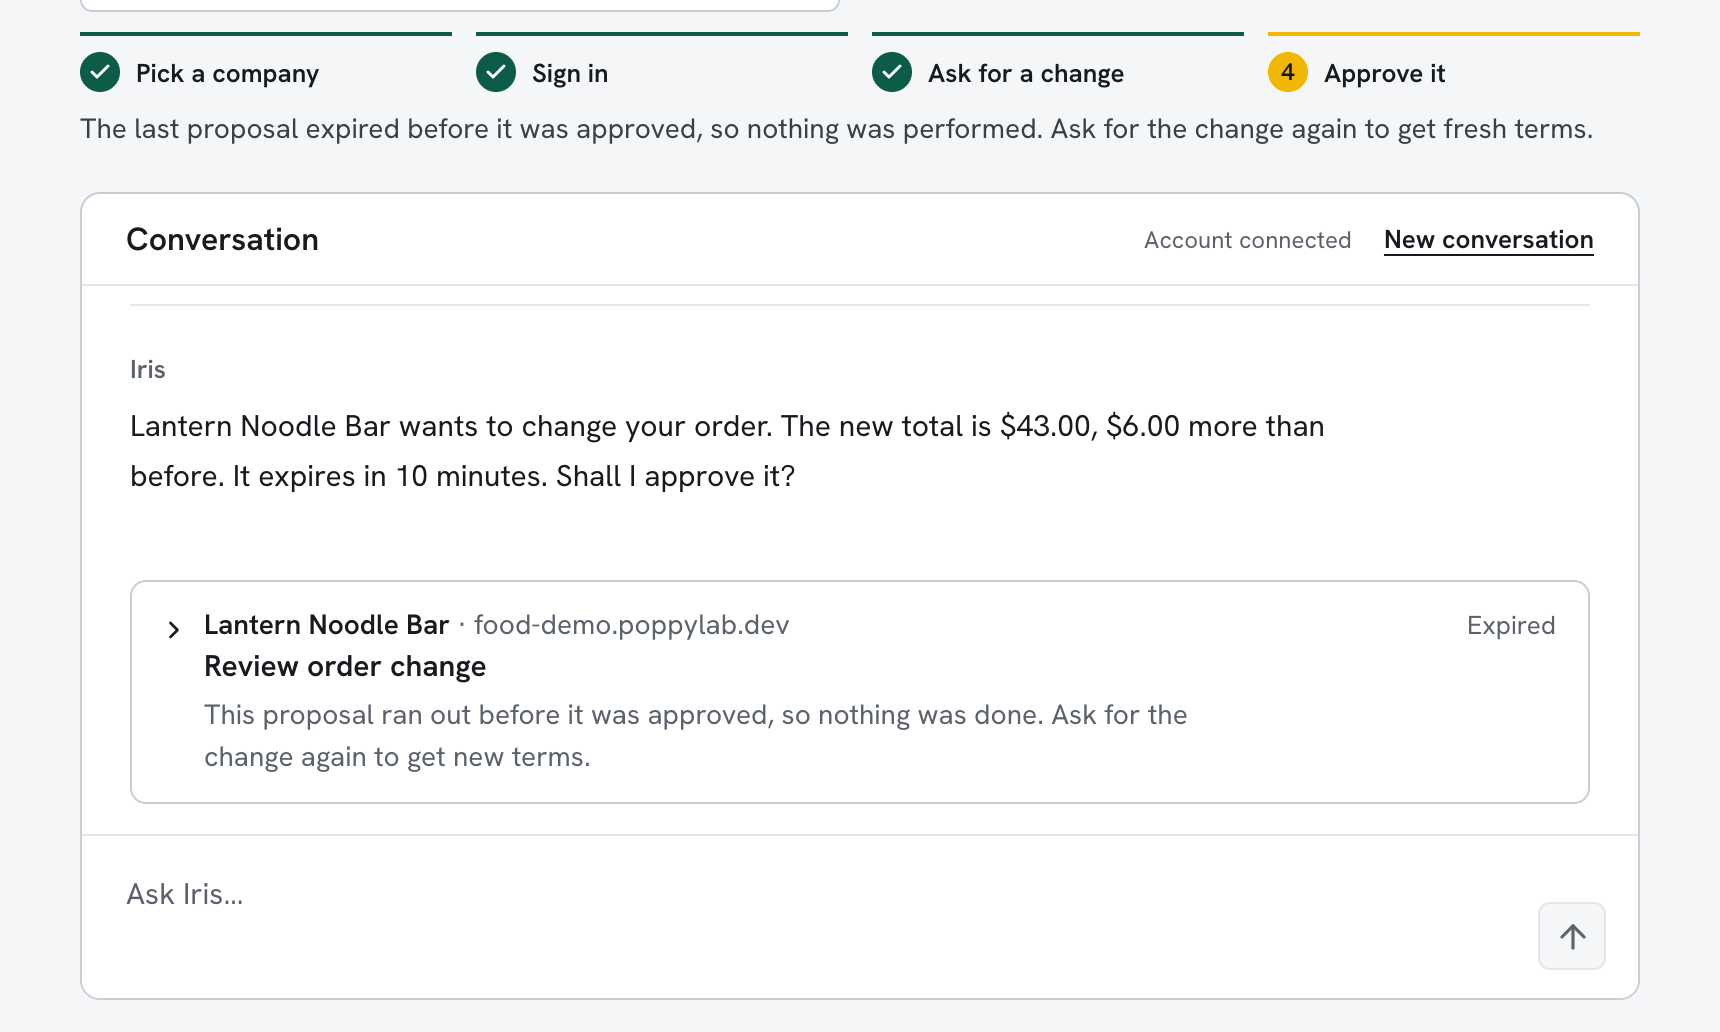 Pick a company
Sign in
Ask for a change
4 Approve it
The last proposal expired before it was approved, so nothing was performed. Ask for the change again to get fresh terms.
Conversation
Account connected
New conversation
Iris
Lantern Noodle Bar wants to change your order. The new total is $43.00, $6.00 more than
before. It expires in 10 minutes. Shall I approve it?
Lantern Noodle Bar · food-demo.poppylab.dev
Expired
Review order change
This proposal ran out before it was approved, so nothing was done. Ask for the
change again to get new terms.
Ask Iris...